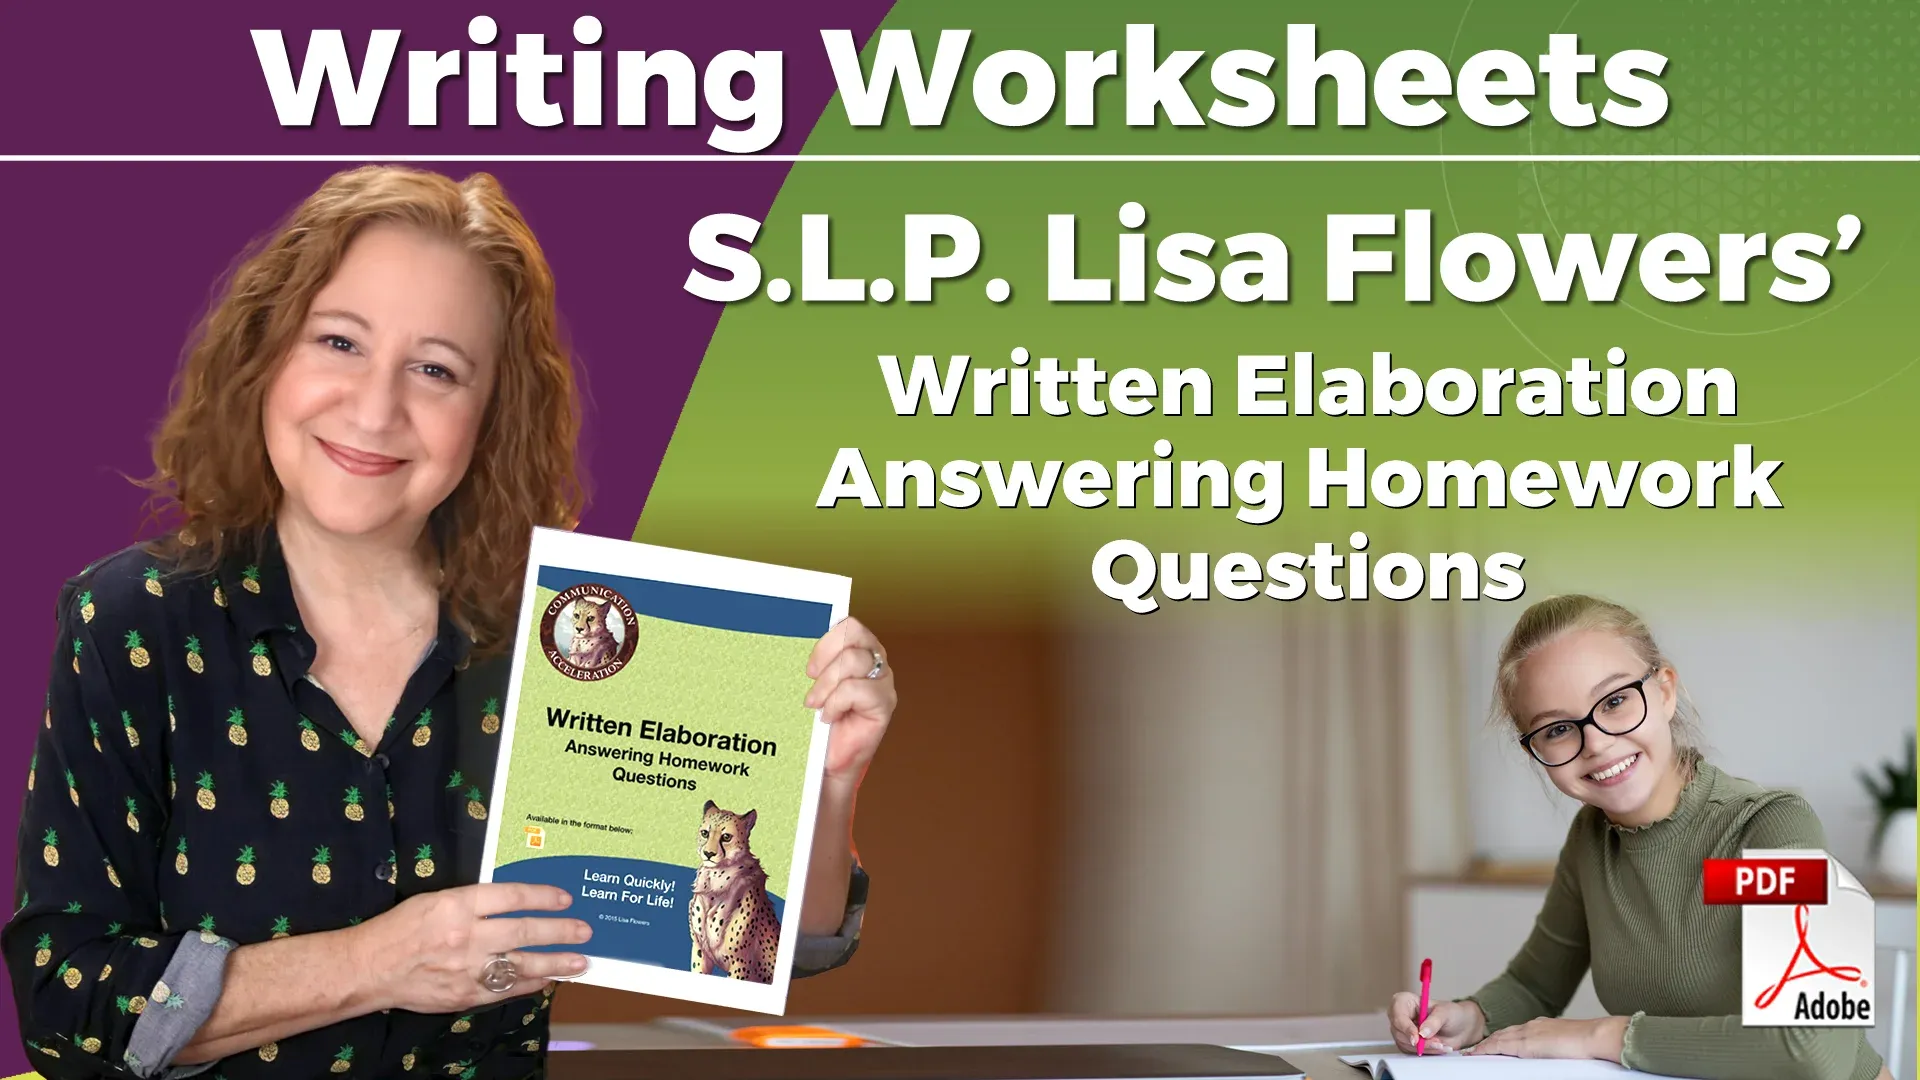 Writing Worksheets
S.L.P. Lisa Flowers’
Written Elaboration
Answering Homework
Questions
COMMUNICATION
ACCELERATION
Written Elaboration
Answering Homework
Questions
Available in the format below:
Learn Quickly!
Learn For Life!
© 2015 Lisa Flowers
PDF
Adobe